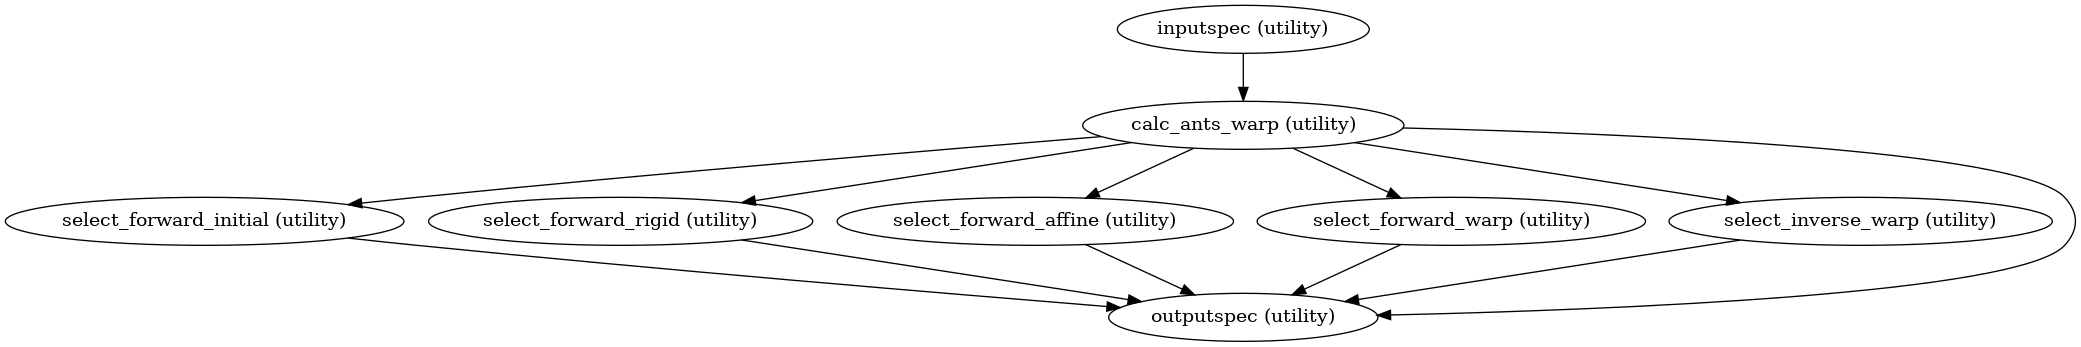 inputspec (utility)
calc_ants_warp (utility)
select_forward_initial (utility)
select_forward_rigid (utility)
select_forward_affine (utility)
select_forward_warp (utility)
select_inverse_warp (utility)
outputspec (utility)